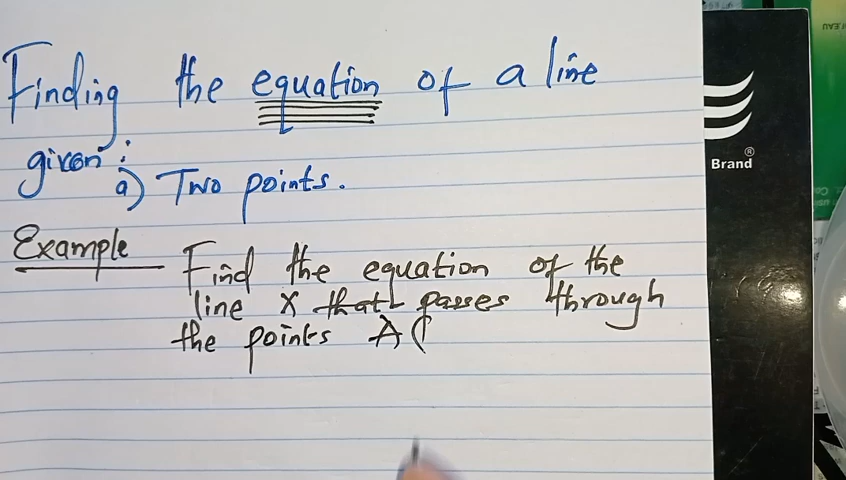 Finding the equation of a line
given:
a) Two points.
Example Find the equation of the
line X that passes through
the points A(
Brand